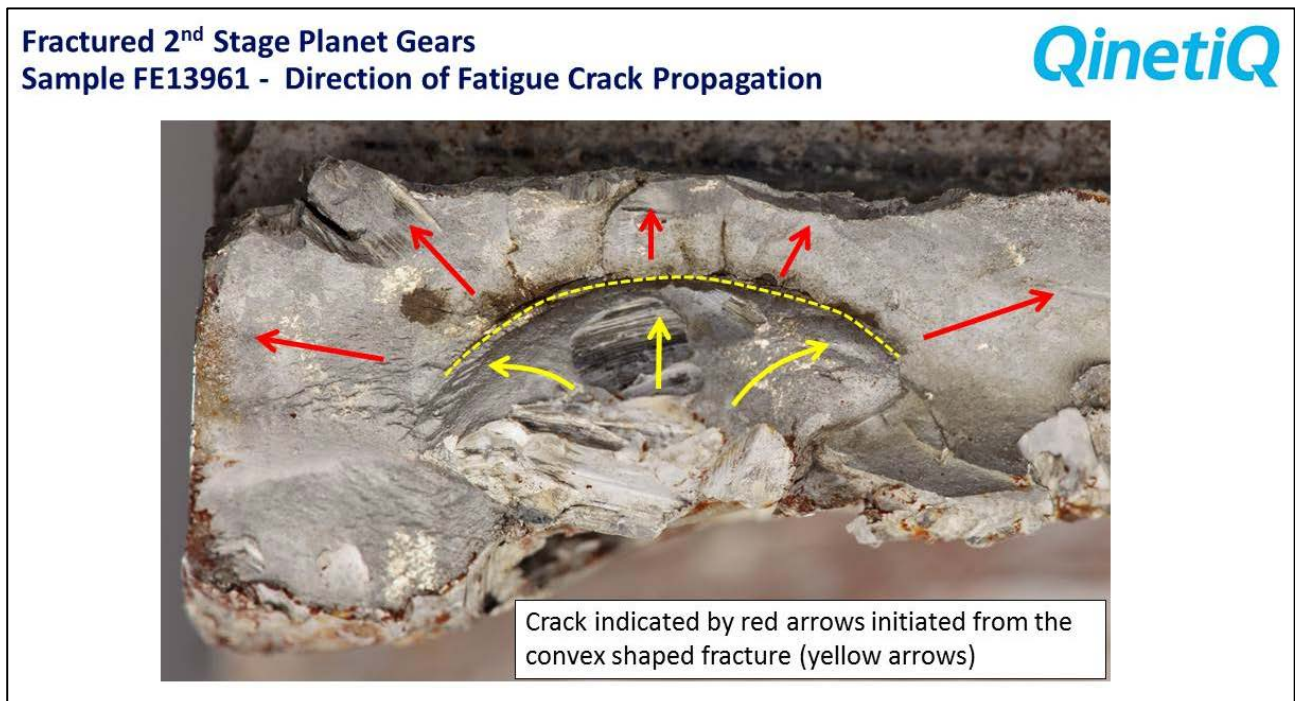 Fractured 2nd Stage Planet Gears
Sample FE13961 - Direction of Fatigue Crack Propagation
QinetiQ
Crack indicated by red arrows initiated from the
convex shaped fracture (yellow arrows)